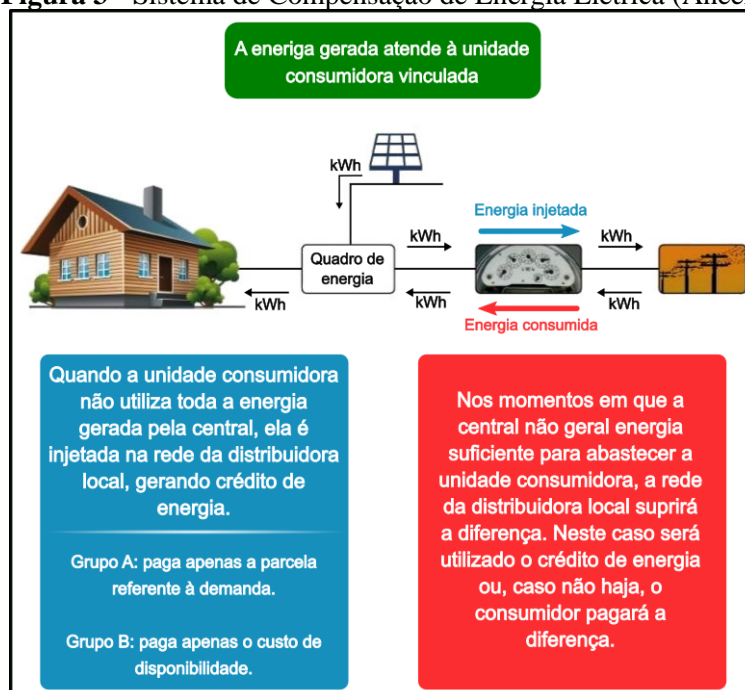 Figura 3 - Sistema de Compensação de Energia Elétrica (Aneel
A eneriga gerada atende à unidade
consumidora vinculada
kWh
Energia injetada
kWh
kWh
Quadro de
energia
kWh
kWh
kWh
Energia consumida
Quando a unidade consumidora
não utiliza toda a energia
gerada pela central, ela é
injetada na rede da distribuidora
local, gerando crédito de
energia.
Grupo A: paga apenas a parcela
referente à demanda.
Grupo B: paga apenas o custo de
disponibilidade.
Nos momentos em que a
central não geral energia
suficiente para abastecer a
unidade consumidora, a rede
da distribuidora local suprirá
a diferença. Neste caso será
utilizado o crédito de energia
ou, caso não haja, o
consumidor pagará a
diferença.